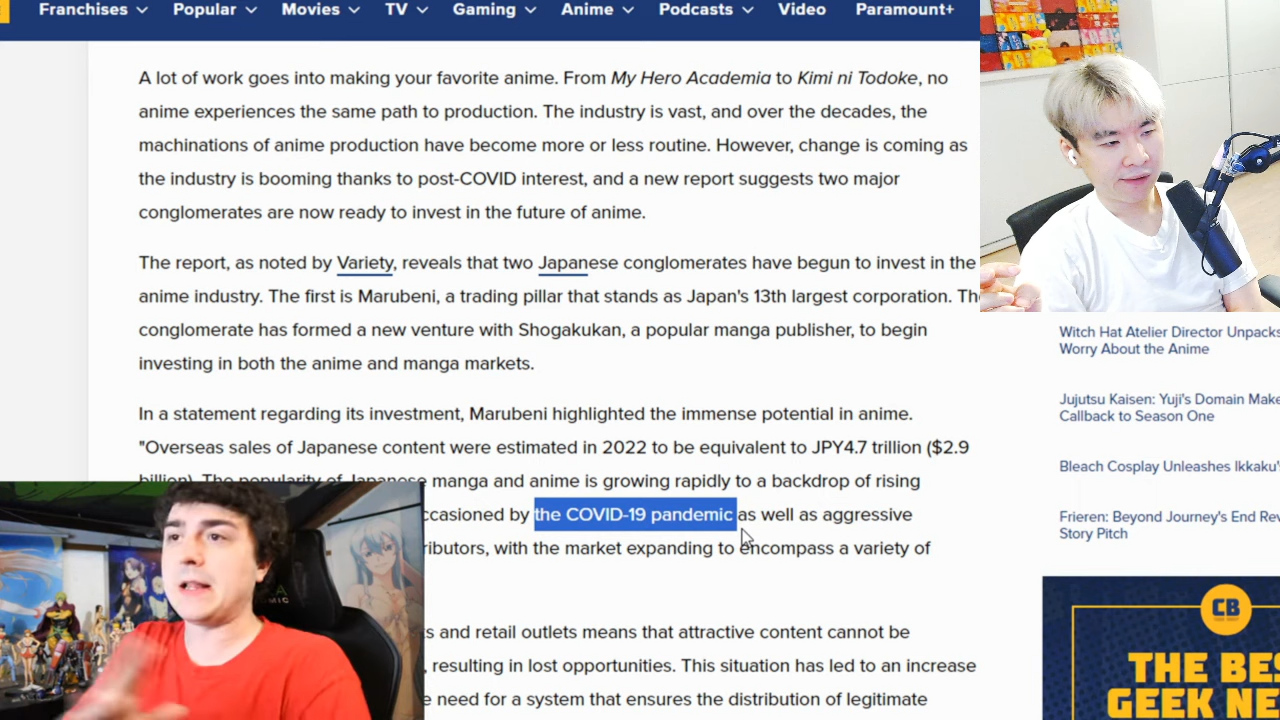 Franchises Popular Movies TV Gaming Anime Podcasts Video Paramount+
A lot of work goes into making your favorite anime. From My Hero Academia to Kimi ni Todoke, no
anime experiences the same path to production. The industry is vast, and over the decades, the
machinations of anime production have become more or less routine. However, change is coming as
the industry is booming thanks to post-COVID interest, and a new report suggests two major
conglomerates are now ready to invest in the future of anime.
The report, as noted by Variety, reveals that two Japanese conglomerates have begun to invest in the
anime industry. The first is Marubeni, a trading pillar that stands as Japan's 13th largest corporation. Th
conglomerate has formed a new venture with Shogakukan, a popular manga publisher, to begin
investing in both the anime and manga markets.
In a statement regarding its investment, Marubeni highlighted the immense potential in anime.
"Overseas sales of Japanese content were estimated in 2022 to be equivalent to JPY4.7 trillion ($2.9
billion). The popularity of Japanese manga and anime is growing rapidly to a backdrop of rising
ccasioned by the COVID-19 pandemic as well as aggressive
ributors, with the market expanding to encompass a variety of
s and retail outlets means that attractive content cannot be
, resulting in lost opportunities. This situation has led to an increase
e need for a system that ensures the distribution of legitimate
Witch Hat Atelier Director Unpacks
Worry About the Anime
Jujutsu Kaisen: Yuji's Domain Make
Callback to Season One
Bleach Cosplay Unleashes Ikkaku'
Frieren: Beyond Journey's End Rev
Story Pitch
CB
THE BES
GEEK NE